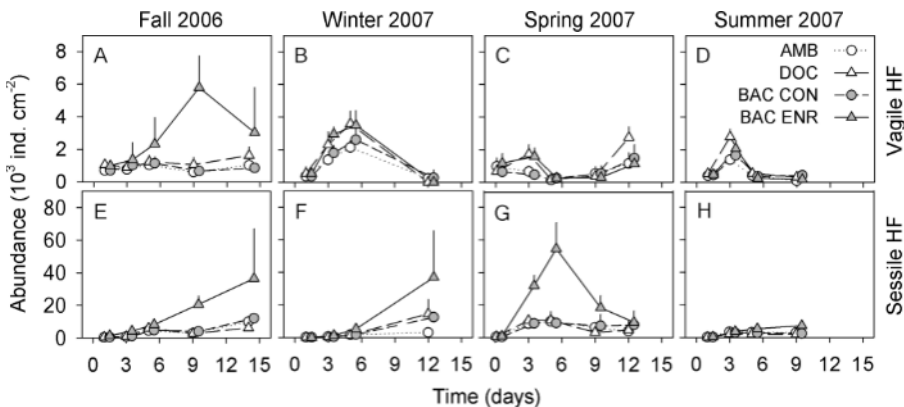 Fall 2006 Winter 2007 Spring 2007 Summer 2007
A B C D
AMB
DOC
BAC CON
BAC ENR
8
6
4
2
0
Vagile HF
E F G H
80
60
40
20
0
Sessile HF
Abundance (10³ ind. cm⁻²)
0 3 6 9 12 15 0 3 6 9 12 15 0 3 6 9 12 15 0 3 6 9 12 15
Time (days)